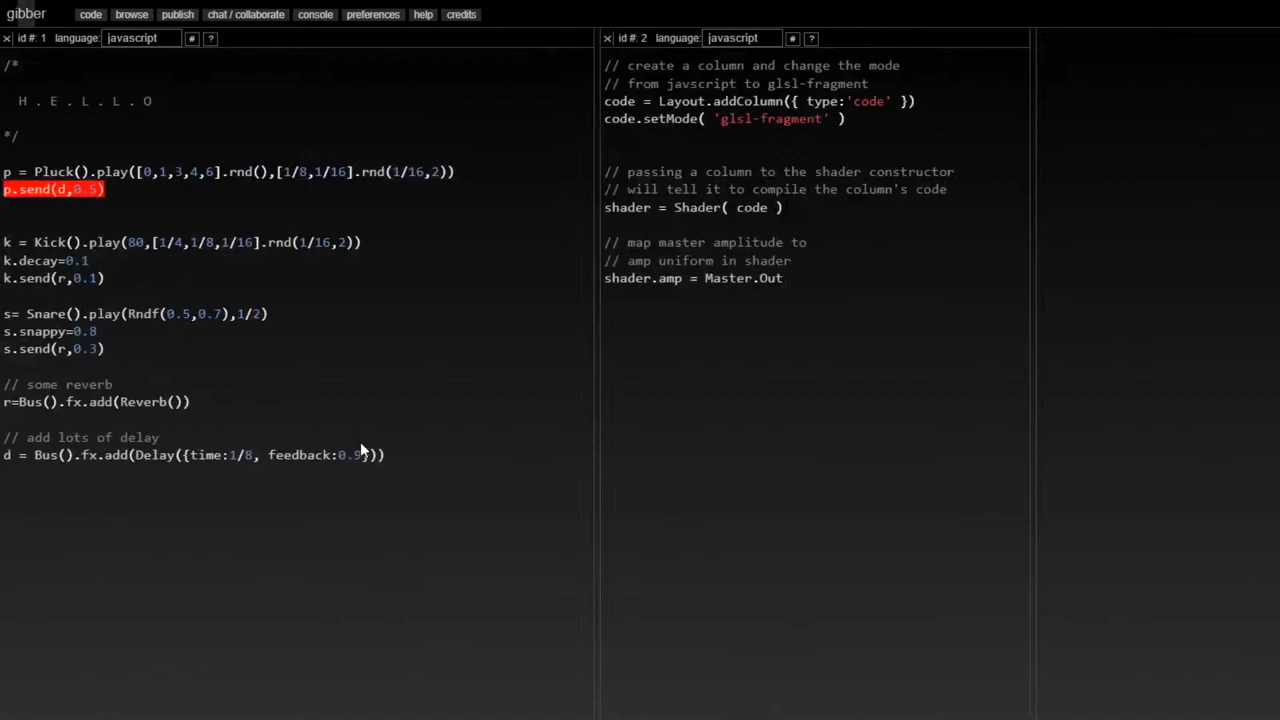 gibber code browse publish chat / collaborate console preferences help credits
× id #: 1 language: javascript # ?
/*
H . E . L . L . O
*/
p = Pluck().play([0,1,3,4,6].rnd(),[1/8,1/16].rnd(1/16,2))
p.send(d,0.5)
k = Kick().play(80,[1/4,1/8,1/16].rnd(1/16,2))
k.decay=0.1
k.send(r,0.1)
s= Snare().play(Rndf(0.5,0.7),1/2)
s.snappy=0.8
s.send(r,0.3)
// some reverb
r=Bus().fx.add(Reverb())
// add lots of delay
d = Bus().fx.add(Delay({time:1/8, feedback:0.9}))
× id #: 2 language: javascript # ?
// create a column and change the mode
// from javscript to glsl-fragment
code = Layout.addColumn({ type:'code' })
code.setMode( 'glsl-fragment' )
// passing a column to the shader constructor
// will tell it to compile the column's code
shader = Shader( code )
// map master amplitude to
// amp uniform in shader
shader.amp = Master.Out